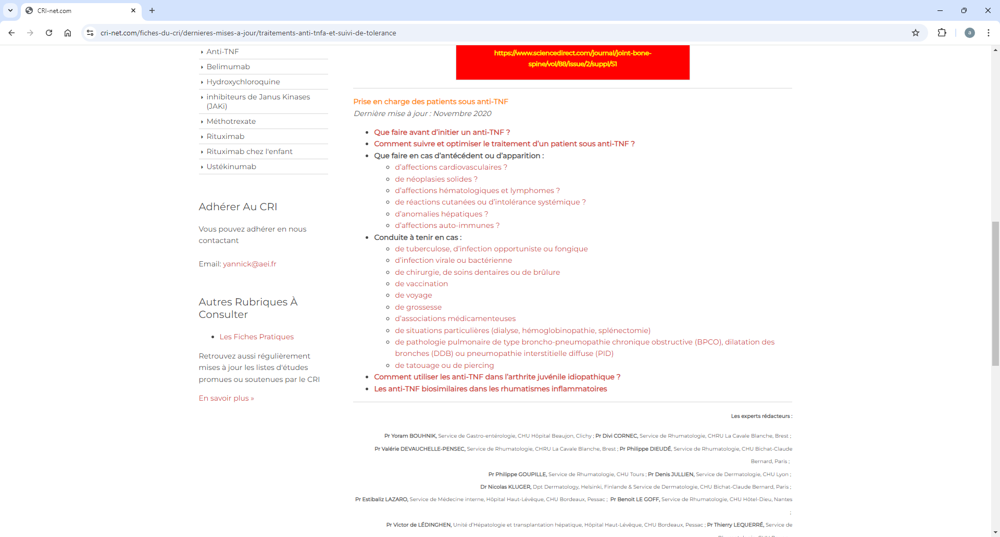 CRI-net.com
cri-net.com/fiches-du-cri/dernieres-mises-a-jour/traitements-anti-tnfa-et-suivi-de-tolerance
a
Anti-TNF
Belimumab
Hydroxychloroquine
inhibiteurs de Janus Kinases
(JAKi)
Méthotrexate
Rituximab
Rituximab chez l'enfant
Ustékinumab
Adhérer Au CRI
Vous pouvez adhérer en nous
contactant
Email: yannick@aei.fr
Autres Rubriques À
Consulter
Les Fiches Pratiques
Retrouvez aussi régulièrement
mises à jour les listes d'études
promues ou soutenues par le CRI
En savoir plus »
https://www.sciencedirect.com/journal/joint-bone-
spine/vol/88/issue/2/suppl/S1
Prise en charge des patients sous anti-TNF
Dernière mise à jour : Novembre 2020
Que faire avant d’initier un anti-TNF ?
Comment suivre et optimiser le traitement d’un patient sous anti-TNF ?
Que faire en cas d’antécédent ou d’apparition :
d’affections cardiovasculaires ?
de néoplasies solides ?
d’affections hématologiques et lymphomes ?
de réactions cutanées ou d’intolérance systémique ?
d’anomalies hépatiques ?
d’affections auto-immunes ?
Conduite à tenir en cas :
de tuberculose, d’infection opportuniste ou fongique
d’infection virale ou bactérienne
de chirurgie, de soins dentaires ou de brûlure
de vaccination
de voyage
de grossesse
d’associations médicamenteuses
de situations particulières (dialyse, hémoglobinopathie, splénectomie)
de pathologie pulmonaire de type broncho-pneumopathie chronique obstructive (BPCO), dilatation des
bronches (DDB) ou pneumopathie interstitielle diffuse (PID)
de tatouage ou de piercing
Comment utiliser les anti-TNF dans l’arthrite juvénile idiopathique ?
Les anti-TNF biosimilaires dans les rhumatismes inflammatoires
Les experts rédacteurs :
Pr Yoram BOUHNIK, Service de Gastro-entérologie, CHU Hôpital Beaujon, Clichy ; Pr Divi CORNEC, Service de Rhumatologie, CHRU La Cavale Blanche, Brest ;
Pr Valérie DEVAUCHELLE-PENSEC, Service de Rhumatologie, CHRU La Cavale Blanche, Brest ; Pr Philippe DIEUDÉ, Service de Rhumatologie, CHU Bichat-Claude
Bernard, Paris ;
Pr Philippe GOUPILLE, Service de Rhumatologie, CHU Tours ; Pr Denis JULLIEN, Service de Dermatologie, CHU Lyon ;
Dr Nicolas KLUGER, Dpt Dermatology, Helsinki, Finlande & Service de Dermatologie, CHU Bichat-Claude Bernard, Paris ;
Pr Estibaliz LAZARO, Service de Médecine interne, Hôpital Haut-Lévêque, CHU Bordeaux, Pessac ; Pr Benoit LE GOFF, Service de Rhumatologie, CHU Hôtel-Dieu, Nantes
;
Pr Victor de LÉDINGHEN, Unité d’Hépatologie et transplantation hépatique, Hôpital Haut-Lévêque, CHU Bordeaux, Pessac ; Pr Thierry LEQUERRÉ, Service de